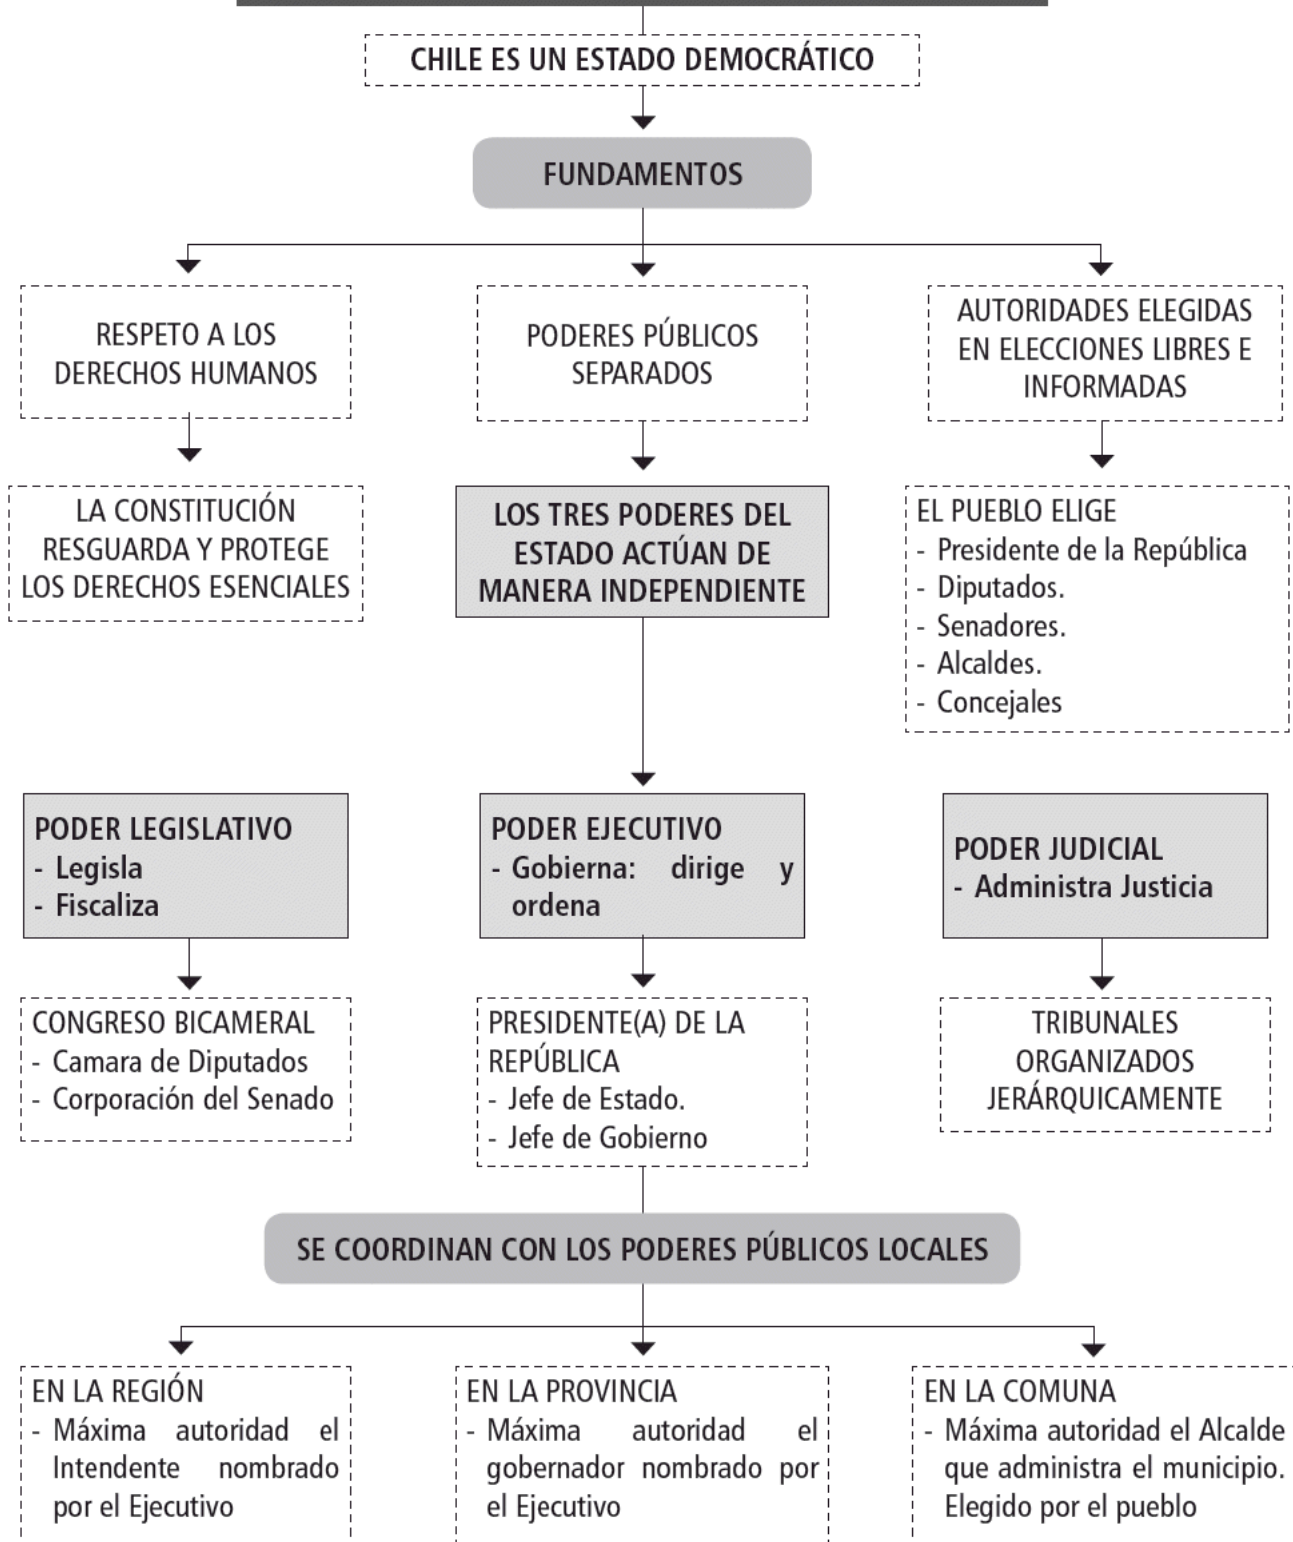 CHILE ES UN ESTADO DEMOCRÁTICO
FUNDAMENTOS
RESPETO A LOS
DERECHOS HUMANOS
PODERES PÚBLICOS
SEPARADOS
AUTORIDADES ELEGIDAS
EN ELECCIONES LIBRES E
INFORMADAS
LA CONSTITUCIÓN
RESGUARDA Y PROTEGE
LOS DERECHOS ESENCIALES
LOS TRES PODERES DEL
ESTADO ACTÚAN DE
MANERA INDEPENDIENTE
EL PUEBLO ELIGE
- Presidente de la República
- Diputados.
- Senadores.
- Alcaldes.
- Concejales
PODER LEGISLATIVO
- Legisla
- Fiscaliza
PODER EJECUTIVO
- Gobierna: dirige y
ordena
PODER JUDICIAL
- Administra Justicia
CONGRESO BICAMERAL
- Camara de Diputados
- Corporación del Senado
PRESIDENTE(A) DE LA
REPÚBLICA
- Jefe de Estado.
- Jefe de Gobierno
TRIBUNALES
ORGANIZADOS
JERÁRQUICAMENTE
SE COORDINAN CON LOS PODERES PÚBLICOS LOCALES
EN LA REGIÓN
- Máxima autoridad el
Intendente nombrado
por el Ejecutivo
EN LA PROVINCIA
- Máxima autoridad el
gobernador nombrado por
el Ejecutivo
EN LA COMUNA
- Máxima autoridad el Alcalde
que administra el municipio.
Elegido por el pueblo